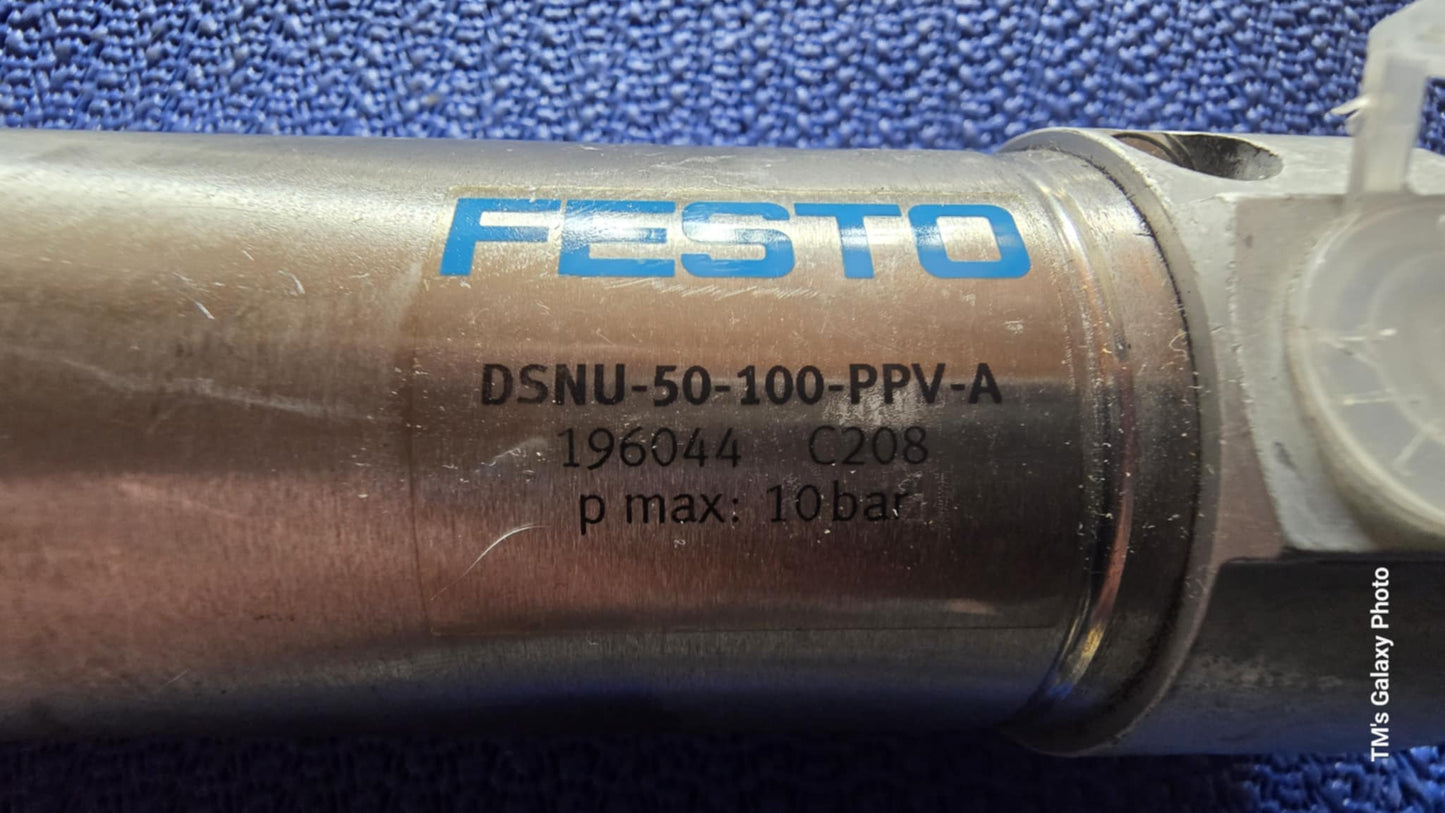 FESTO
DSNU-50-100-PPV-A
196044 C208
p max: 10bar
TM's Galaxy Photo